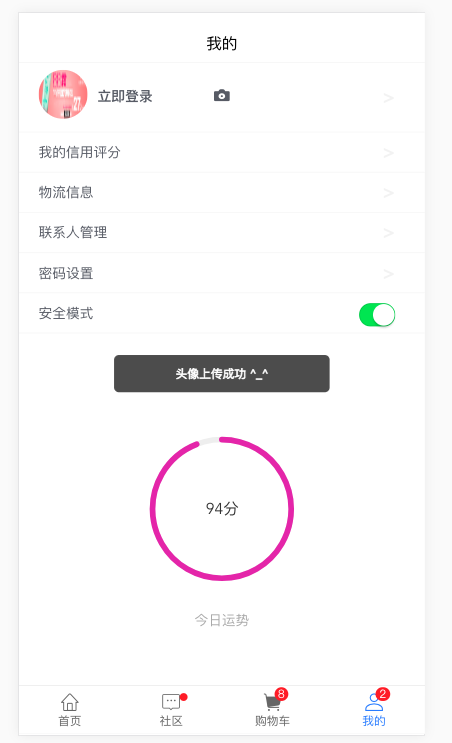 我的
立即登录
>
我的信用评分
>
物流信息
>
联系人管理
>
密码设置
>
安全模式
头像上传成功 ^_^
94分
今日运势
8
2
首页
社区
购物车
我的